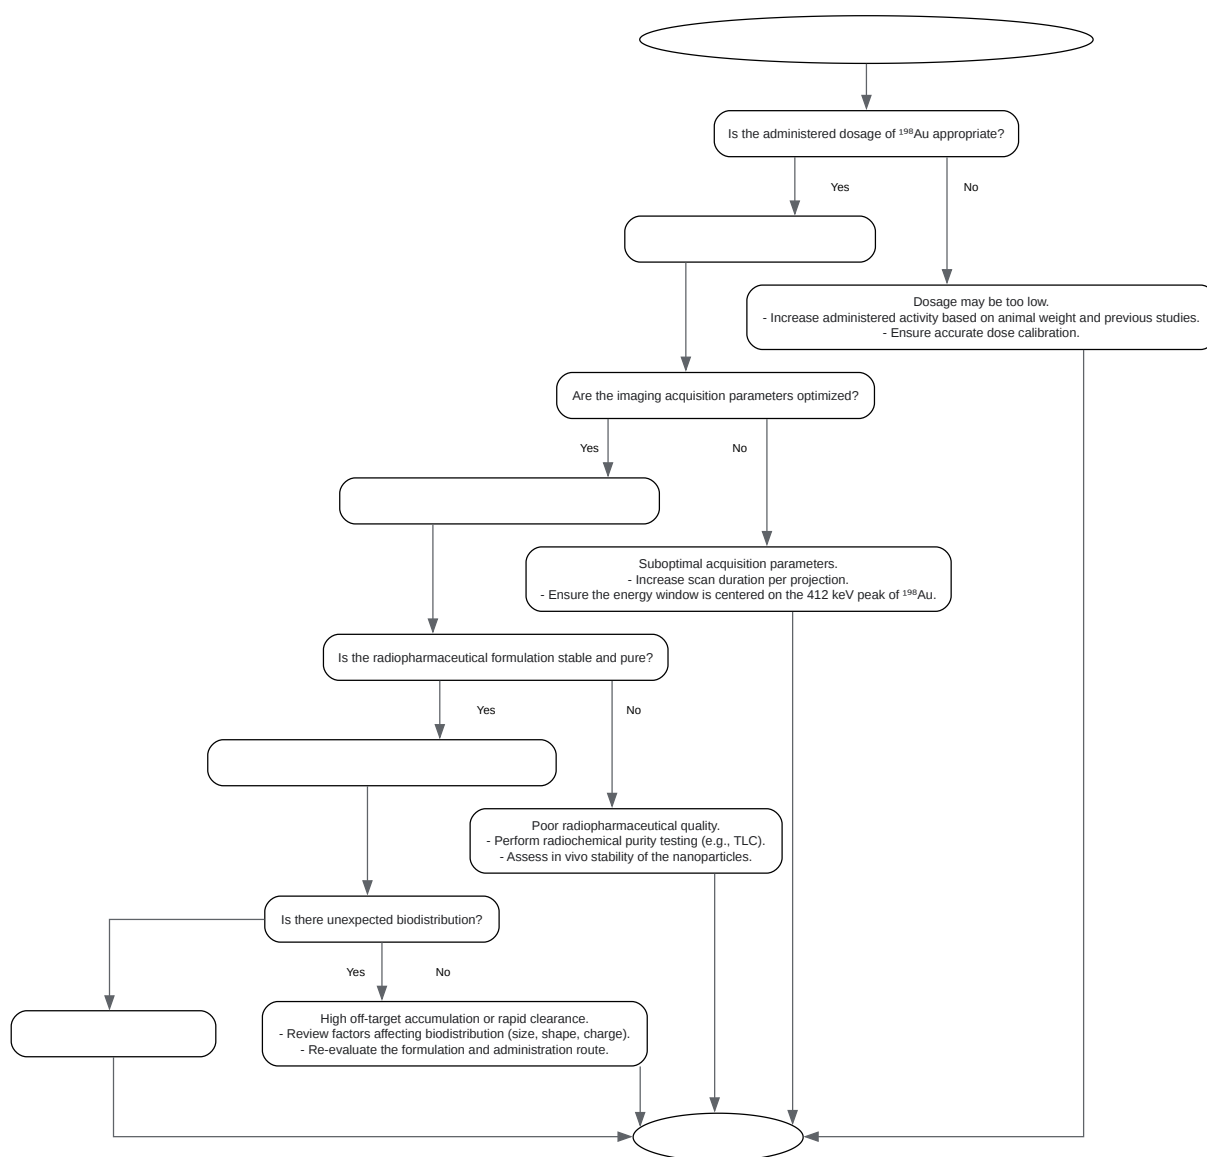 Is the administered dosage of ¹⁹⁸Au appropriate?
Yes
No
Dosage may be too low.
- Increase administered activity based on animal weight and previous studies.
- Ensure accurate dose calibration.
Are the imaging acquisition parameters optimized?
Yes
No
Suboptimal acquisition parameters.
- Increase scan duration per projection.
- Ensure the energy window is centered on the 412 keV peak of ¹⁹⁸Au.
Is the radiopharmaceutical formulation stable and pure?
Yes
No
Poor radiopharmaceutical quality.
- Perform radiochemical purity testing (e.g., TLC).
- Assess in vivo stability of the nanoparticles.
Is there unexpected biodistribution?
Yes
No
High off-target accumulation or rapid clearance.
- Review factors affecting biodistribution (size, shape, charge).
- Re-evaluate the formulation and administration route.